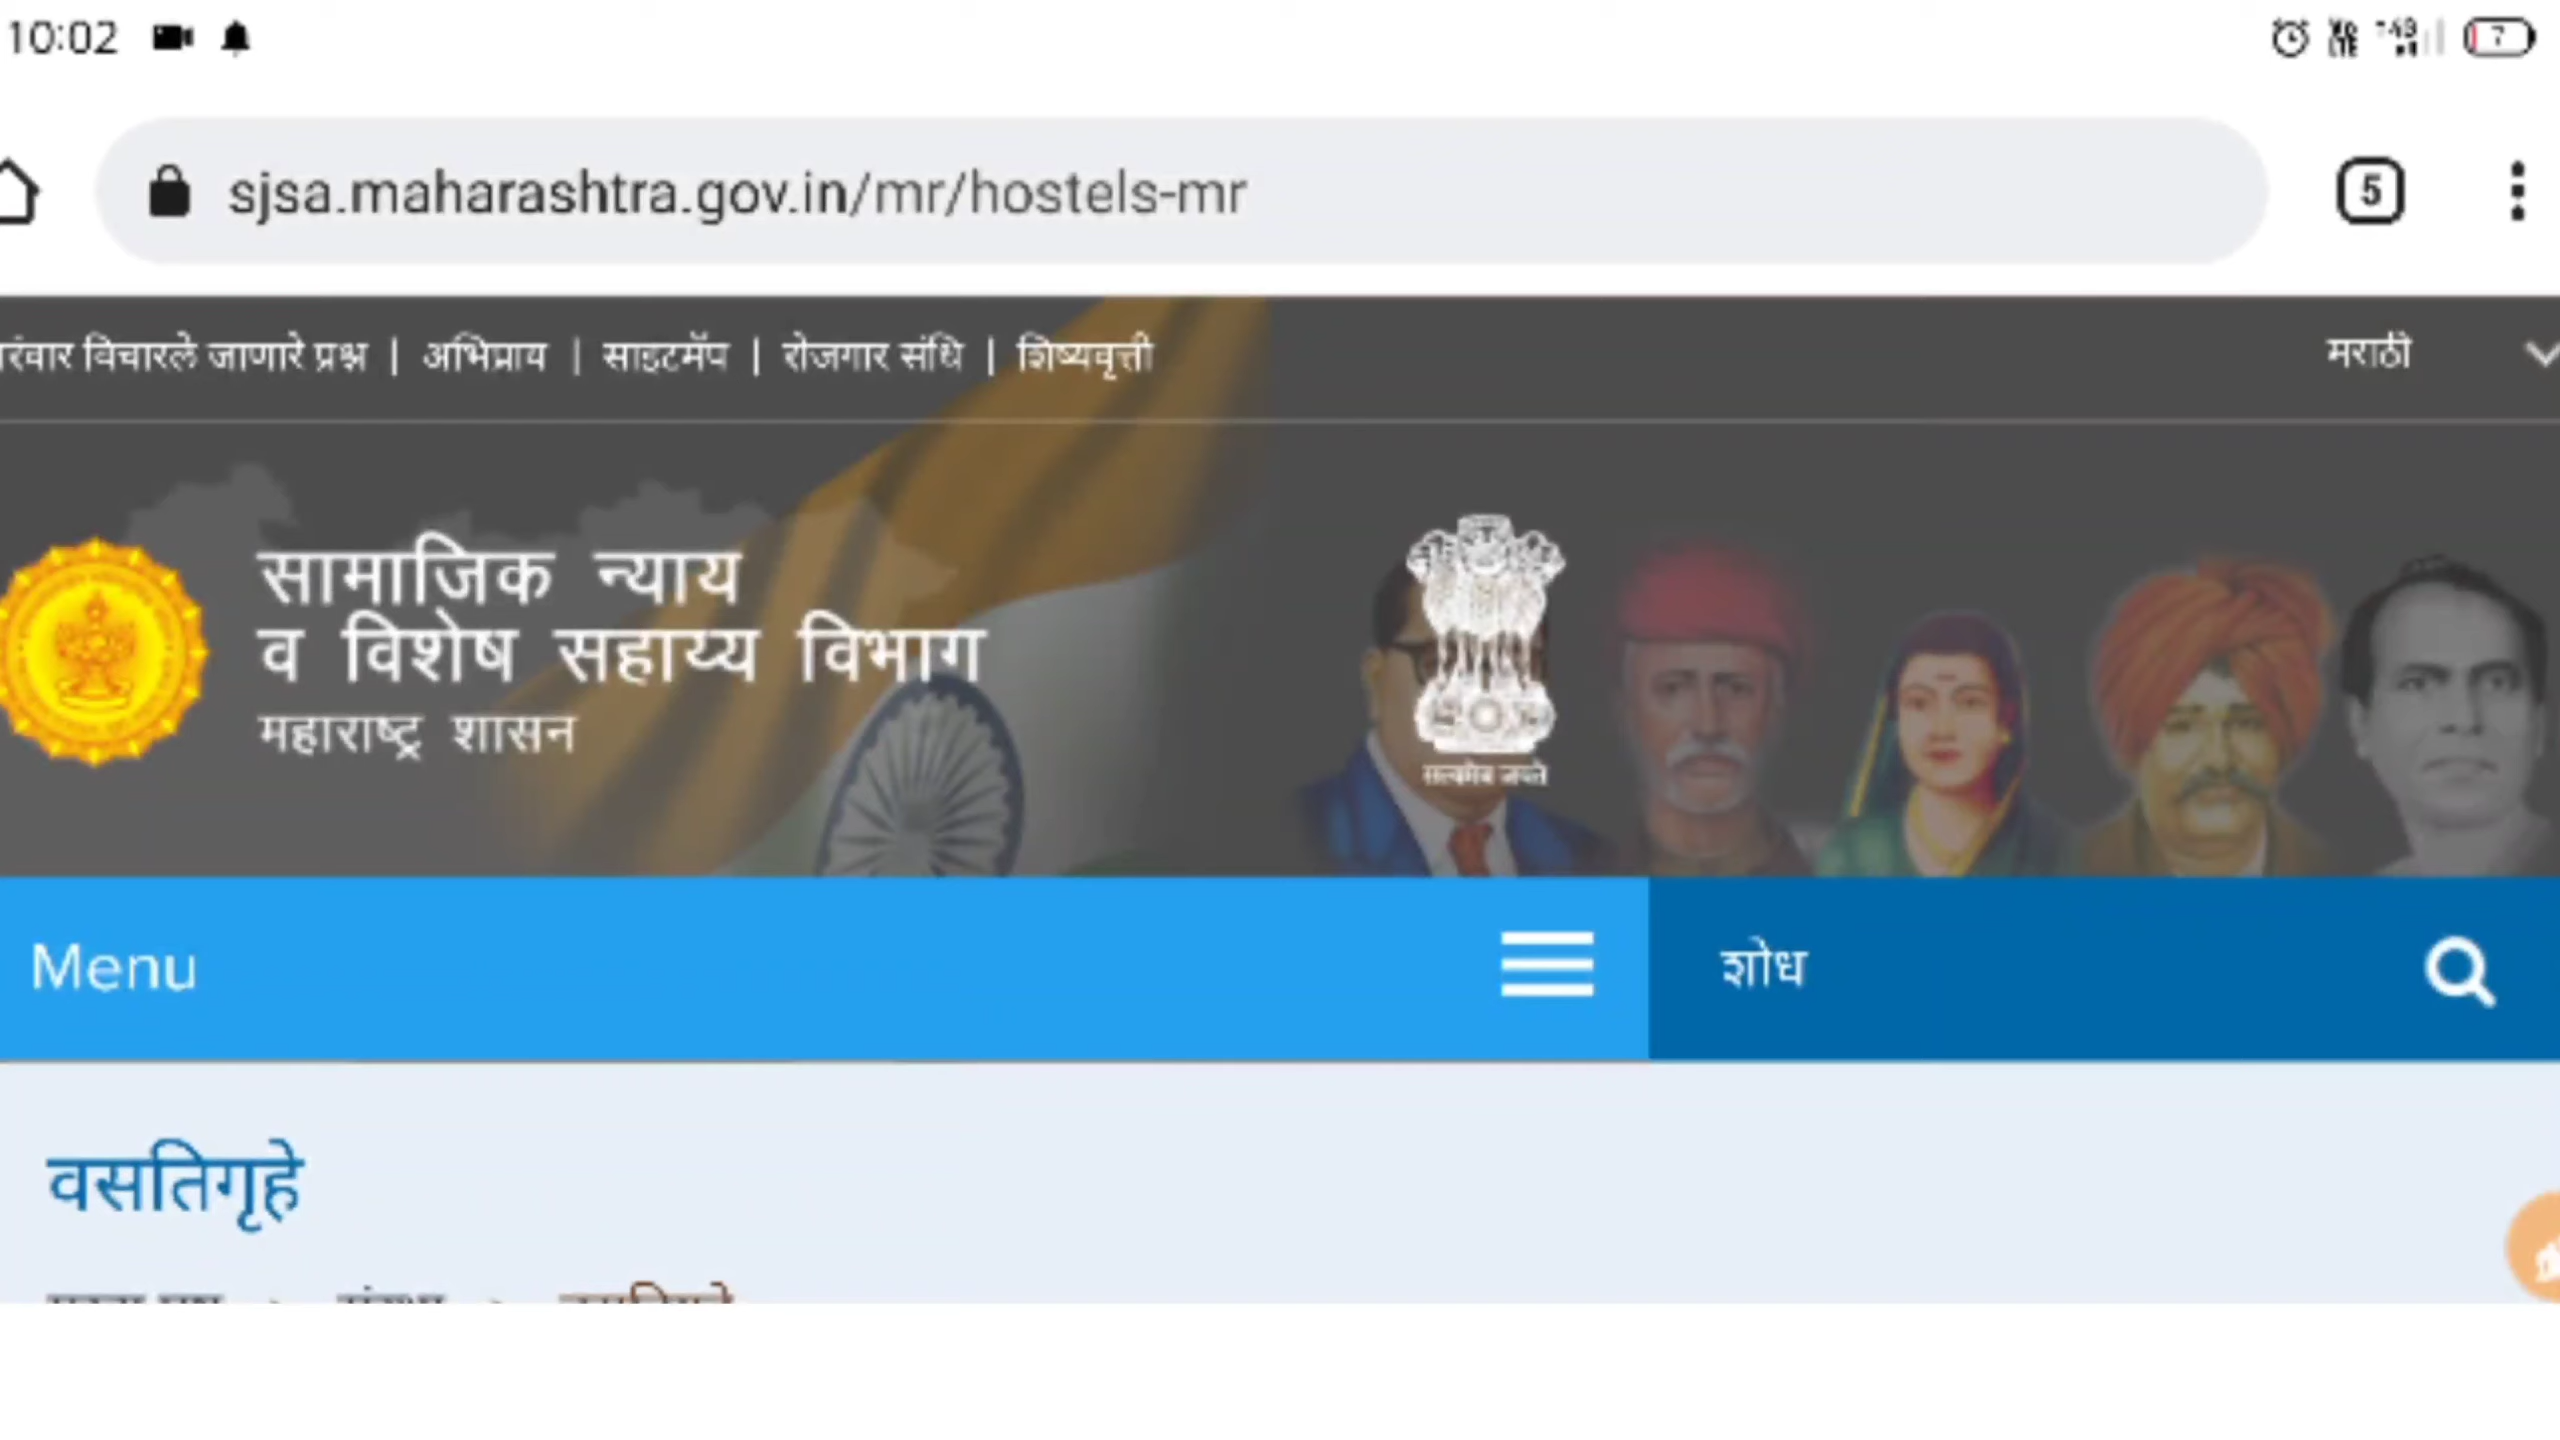 10:02
7
sjsa.maharashtra.gov.in/mr/hostels-mr
5
विचारले जाणारे प्रश्न | अभिप्राय | साइटमॅप | रोजगार संधि | शिष्यवृत्ती
मराठी
सामाजिक न्याय
व विशेष सहाय्य विभाग
महाराष्ट्र शासन
सत्यमेव जयते
Menu
शोध
वसतिगृहे